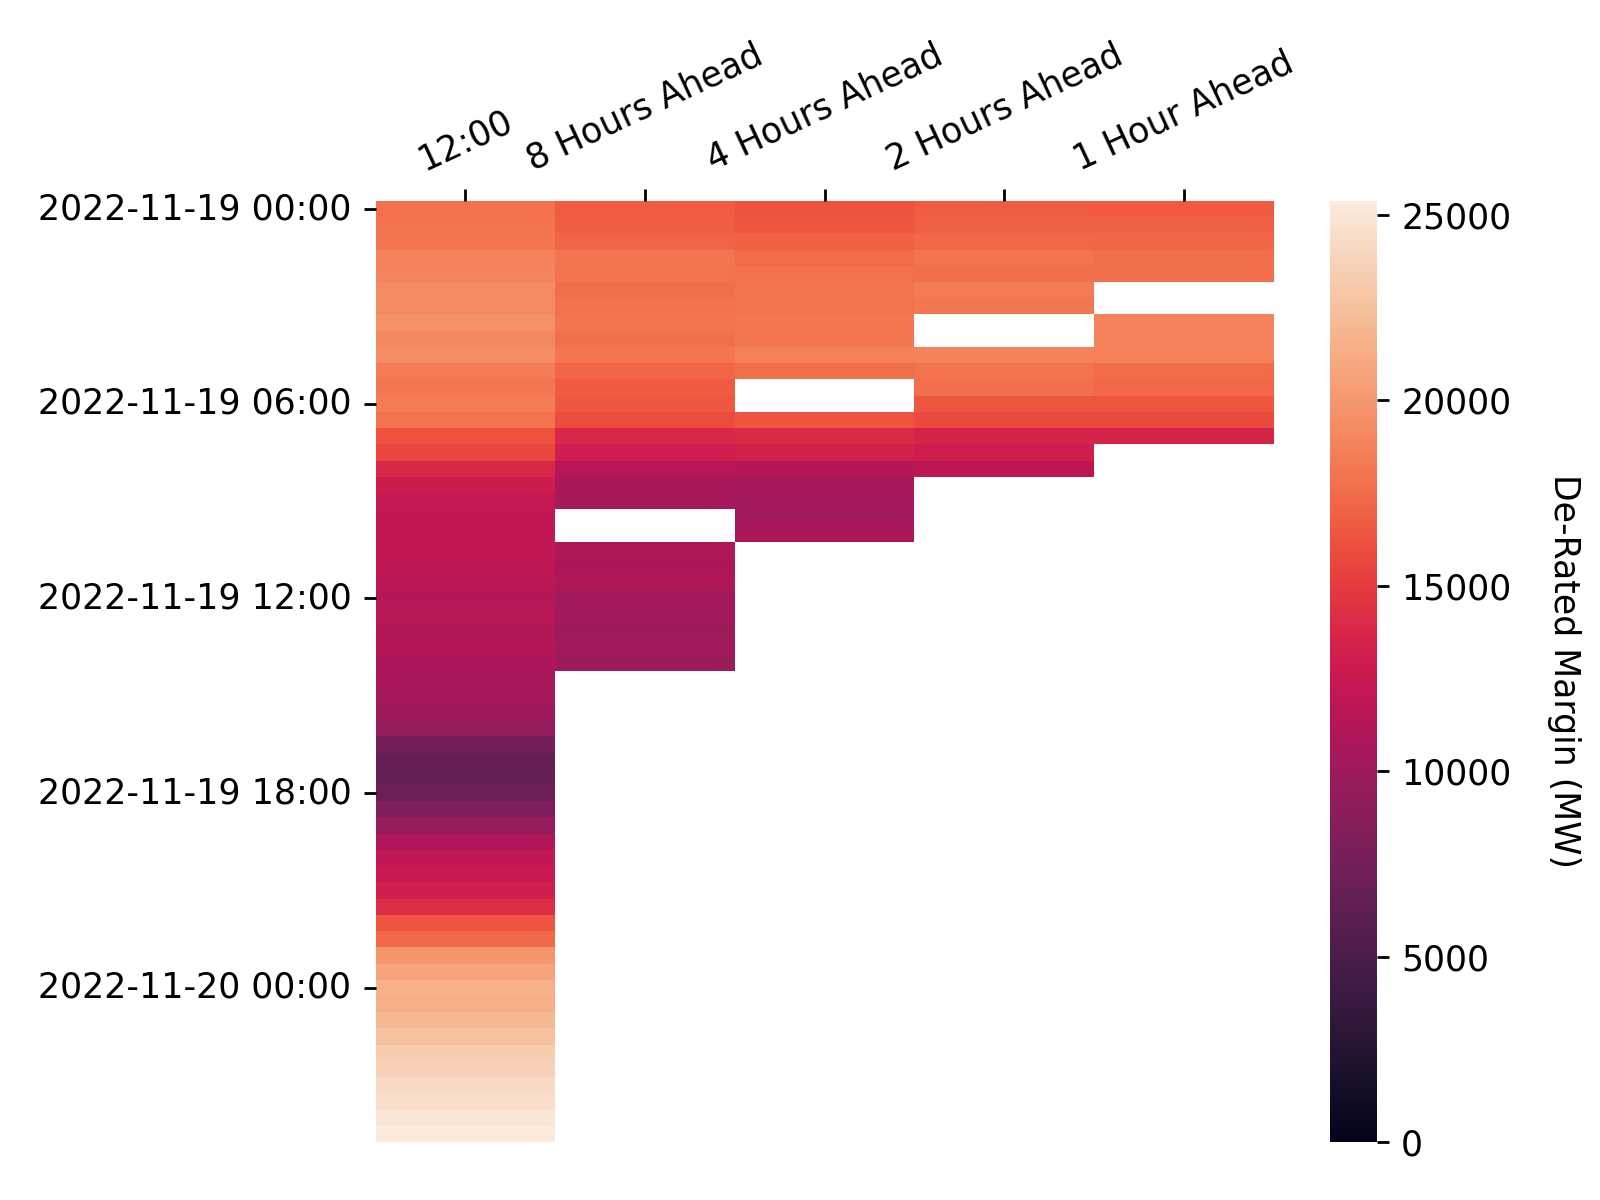 12:00
8 Hours Ahead
4 Hours Ahead
2 Hours Ahead
1 Hour Ahead
2022-11-19 00:00
2022-11-19 06:00
2022-11-19 12:00
2022-11-19 18:00
2022-11-20 00:00
25000
20000
15000
10000
5000
0
De-Rated Margin (MW)